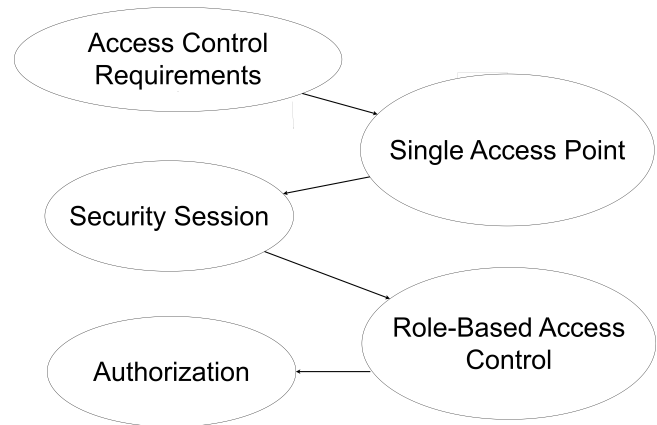 Access Control
Requirements
Single Access Point
Security Session
Role-Based Access
Control
Authorization